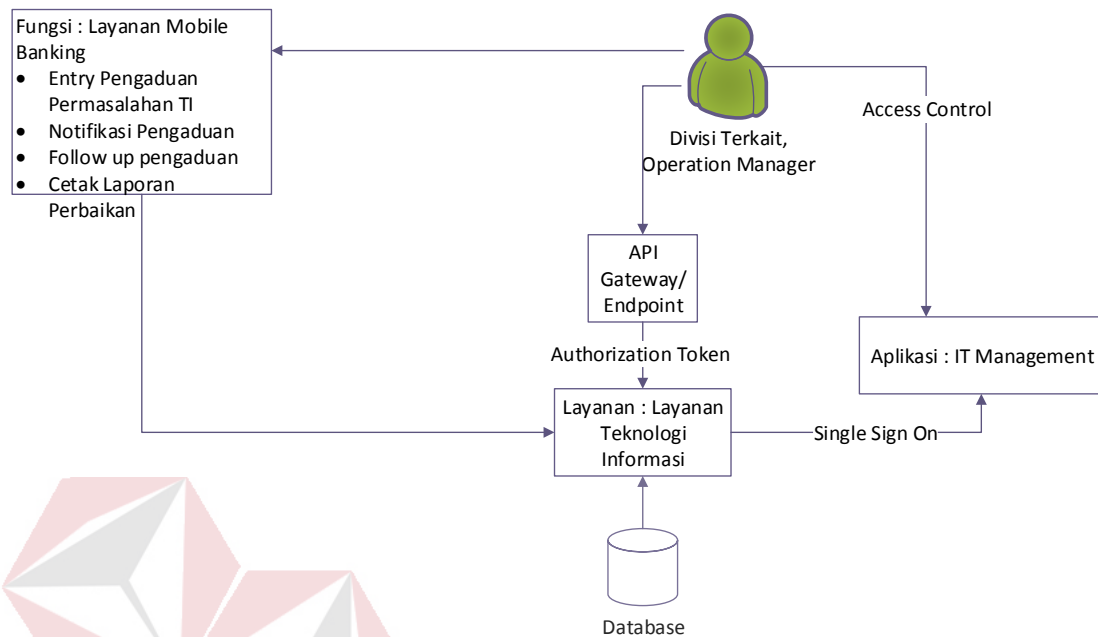 Fungsi : Layanan Mobile
Banking
• Entry Pengaduan
Permasalahan TI
• Notifikasi Pengaduan
• Follow up pengaduan
• Cetak Laporan
Perbaikan
Divisi Terkait,
Operation Manager
Access Control
API
Gateway/
Endpoint
Authorization Token
Aplikasi : IT Management
Layanan : Layanan
Teknologi
Informasi
Single Sign On
Database